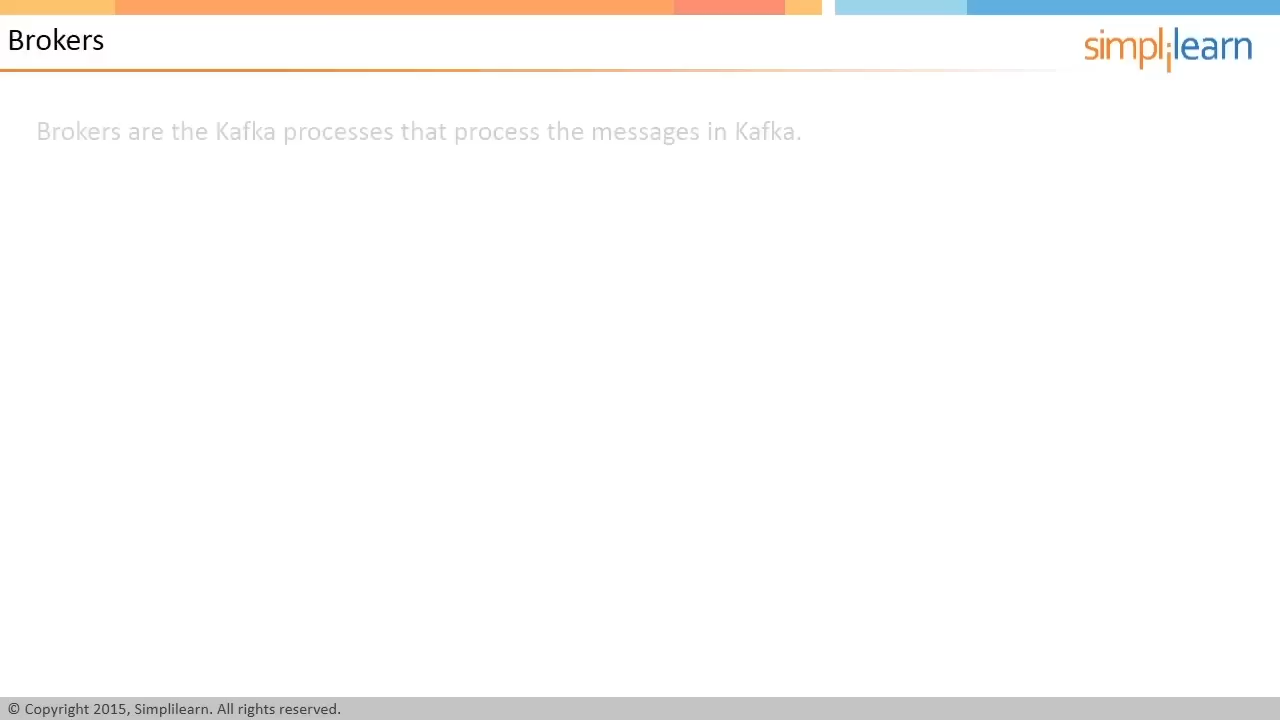 Brokers
simplilearn
Brokers are the Kafka processes that process the messages in Kafka.
© Copyright 2015, Simplilearn. All rights reserved.